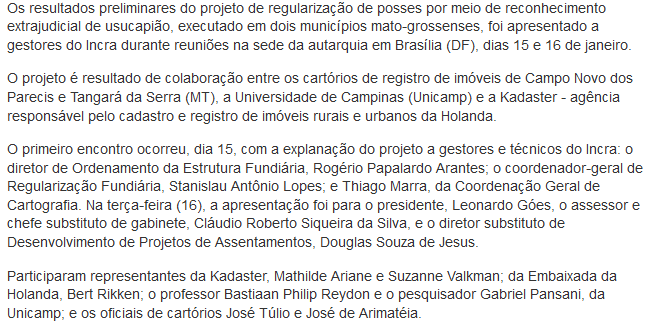 Os resultados preliminares do projeto de regularização de posses por meio de reconhecimento
extrajudicial de usucapião, executado em dois municípios mato-grossenses, foi apresentado a
gestores do Incra durante reuniões na sede da autarquia em Brasília (DF), dias 15 e 16 de janeiro.
O projeto é resultado de colaboração entre os cartórios de registro de imóveis de Campo Novo dos
Parecis e Tangará da Serra (MT), a Universidade de Campinas (Unicamp) e a Kadaster - agência
responsável pelo cadastro e registro de imóveis rurais e urbanos da Holanda.
O primeiro encontro ocorreu, dia 15, com a explanação do projeto a gestores e técnicos do Incra: o
diretor de Ordenamento da Estrutura Fundiária, Rogério Papalardo Arantes; o coordenador-geral de
Regularização Fundiária, Stanislau Antônio Lopes; e Thiago Marra, da Coordenação Geral de
Cartografia. Na terça-feira (16), a apresentação foi para o presidente, Leonardo Góes, o assessor e
chefe substituto de gabinete, Cláudio Roberto Siqueira da Silva, e o diretor substituto de
Desenvolvimento de Projetos de Assentamentos, Douglas Souza de Jesus.
Participaram representantes da Kadaster, Mathilde Ariane e Suzanne Valkman; da Embaixada da
Holanda, Bert Rikken; o professor Bastiaan Philip Reydon e o pesquisador Gabriel Pansani, da
Unicamp; e os oficiais de cartórios José Túlio e José de Arimatéia.